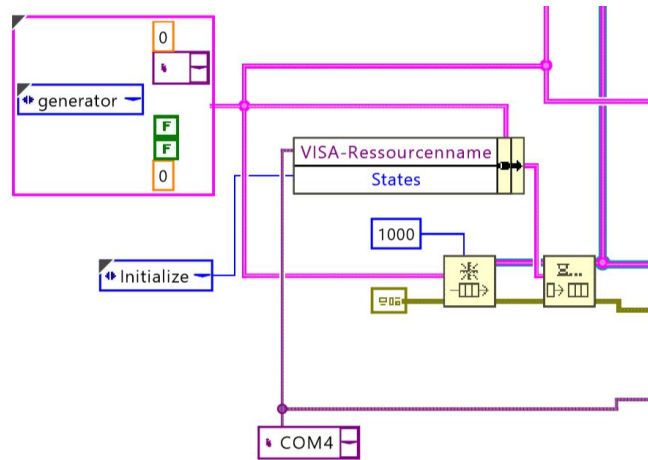 0
generator
F
F
0
VISA-Ressourcenname
States
1000
Initialize
COM4